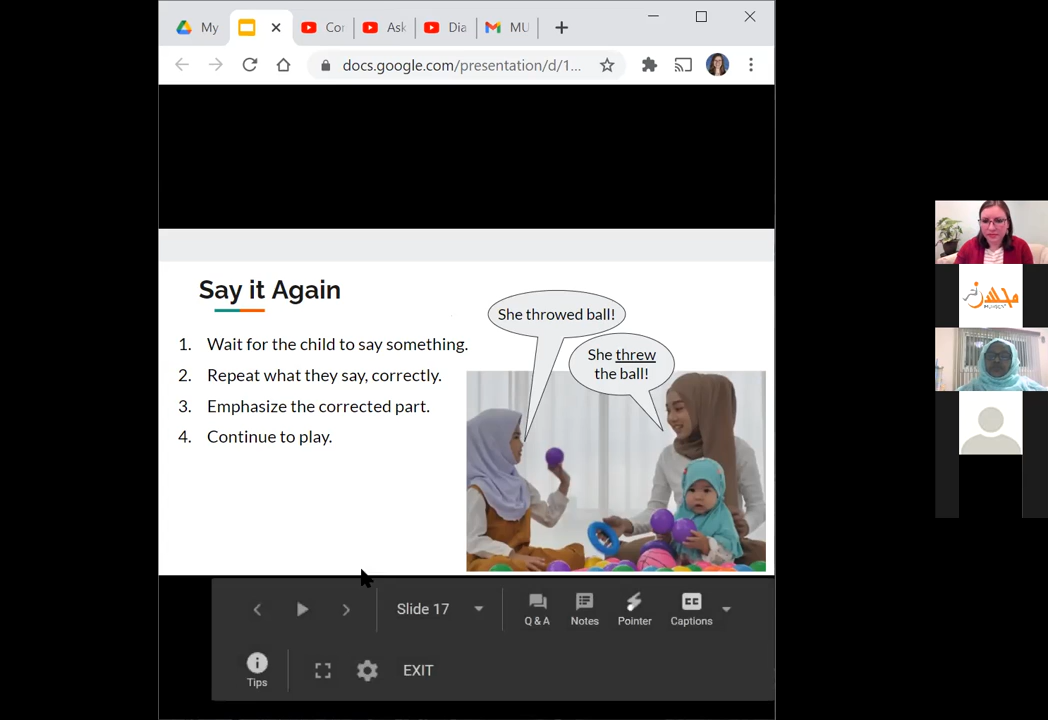 My
Cor
Ask
Dia
MU
docs.google.com/presentation/d/1...
Say it Again
1. Wait for the child to say something.
2. Repeat what they say, correctly.
3. Emphasize the corrected part.
4. Continue to play.
She throwed ball!
She threw
the ball!
Slide 17
Q & A
Notes
CC
Pointer
Captions
Tips
EXIT